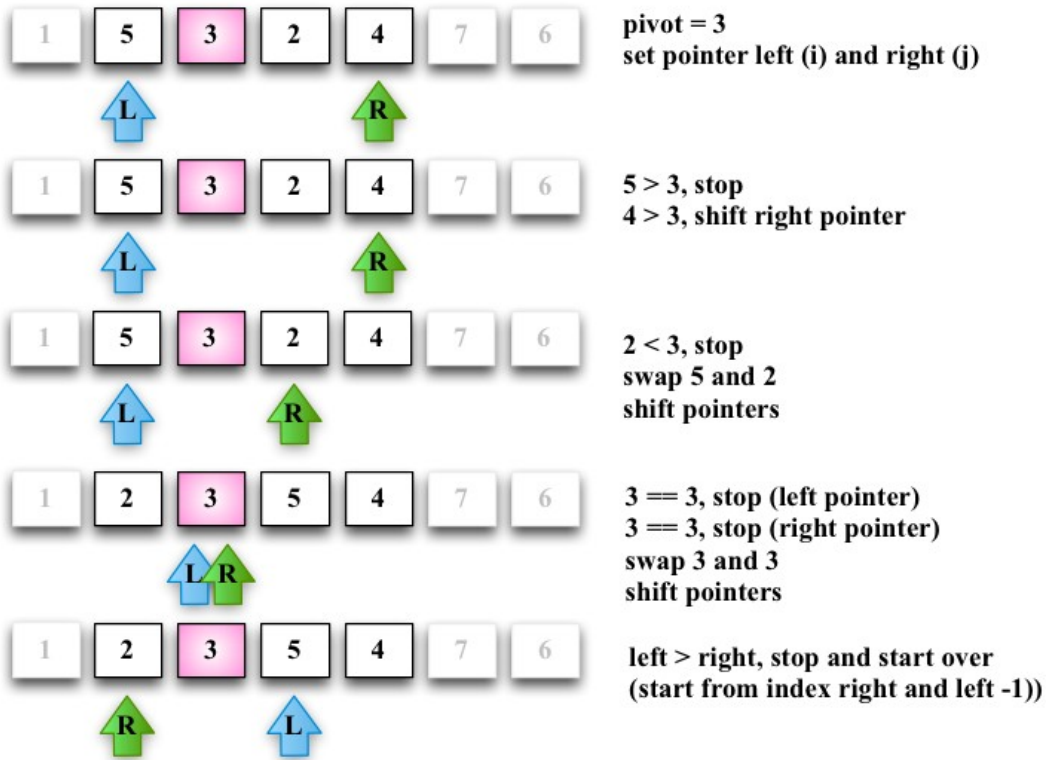 1 5 3 2 4 7 6
pivot = 3
set pointer left (i) and right (j)
L R
1 5 3 2 4 7 6
5 > 3, stop
4 > 3, shift right pointer
L R
1 5 3 2 4 7 6
2 < 3, stop
swap 5 and 2
shift pointers
L R
1 2 3 5 4 7 6
3 == 3, stop (left pointer)
3 == 3, stop (right pointer)
swap 3 and 3
shift pointers
L R
1 2 3 5 4 7 6
left > right, stop and start over
(start from index right and left -1))
R L